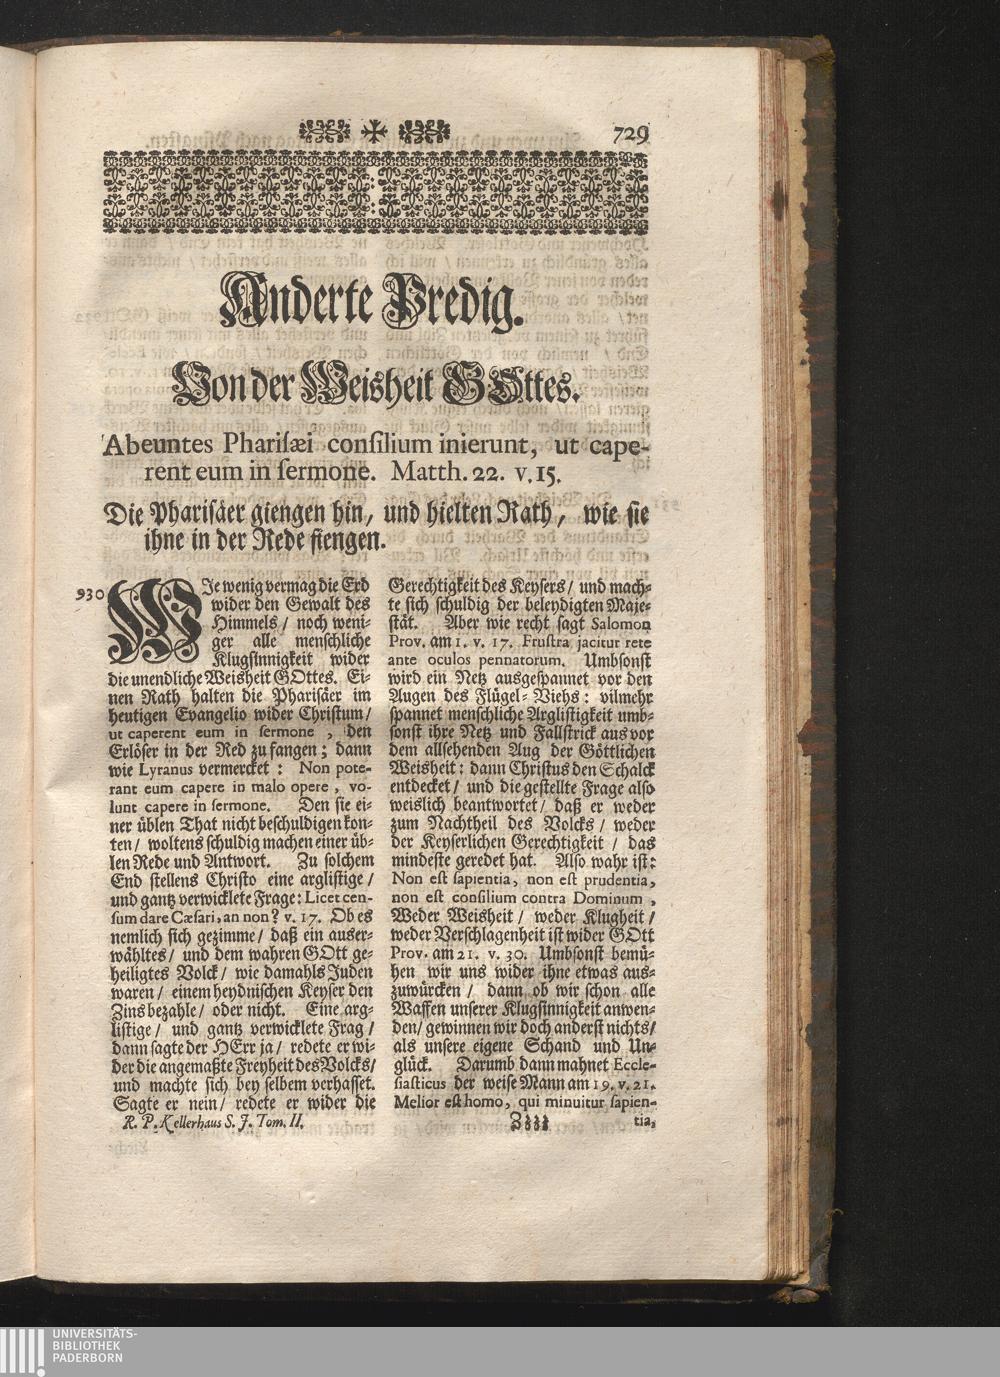 729
Anderte Predig.
Von der Weisheit GOttes.
Abeuntes Pharisæi consilium inierunt, ut cape-
rent eum in sermone. Matth. 22. v. 15.
Die Pharisäer giengen hin, und hielten Rath, wie sie
ihne in der Rede fiengen.
930
WJe wenig vermag die Erd
wider den Gewalt des
Himmels / noch weni-
ger alle menschliche
Klugsinnigkeit wider
die unendliche Weisheit GOttes. Ei-
nen Rath halten die Pharisäer im
heutigen Evangelio wider Christum/
ut caperent eum in sermone , den
Erlöser in der Red zu fangen ; dann
wie Lyranus vermercket : Non pote-
rant eum capere in malo opere , vo-
lunt capere in sermone. Den sie ei-
ner üblen That nicht beschuldigen kon-
ten/ woltens schuldig machen einer üb-
len Rede und Antwort. Zu solchem
End stellens Christo eine arglistige /
und gantz verwicklete Frage: Licet cen-
sum dare Cæsari, an non? v. 17. Ob es
nemlich sich gezimme/ daß ein auser-
wähltes/ und dem wahren GOtt ge-
heiligtes Volck/ wie damahls Juden
waren/ einem heydnischen Keyser den
Zins bezahle/ oder nicht. Eine arg-
listige / und gantz verwicklete Frag /
dann sagte der HErr ja/ redete er wi-
der die angemaßte Freyheit des Volcks/
und machte sich bey selbem verhasset.
Sagte er nein/ redete er wider die
Gerechtigkeit des Keysers/ und mach-
te sich schuldig der beleydigten Maje-
stät. Aber wie recht sagt Salomon
Prov. am 1. v. 17. Frustra jacitur rete
ante oculos pennatorum. Umbsonst
wird ein Netz ausgespannet vor den
Augen des Flügel-Viehs : vilmehr
spannet menschliche Arglistigkeit umb-
sonst ihre Netz und Fallstrick aus vor
dem allsehenden Aug der Göttlichen
Weisheit : dann Christus den Schalck
entdecket/ und die gestellte Frage also
weislich beantwortet/ daß er weder
zum Nachtheil des Volcks / weder
der Keyserlichen Gerechtigkeit / das
mindeste geredet hat. Also wahr ist:
Non est sapientia, non est prudentia,
non est consilium contra Dominum ,
Weder Weisheit / weder Klugheit /
weder Verschlagenheit ist wider GOtt
Prov. am 21. v. 30. Umbsonst bemü-
hen wir uns wider ihne etwas aus-
zuwürcken / dann ob wir schon alle
Waffen unserer Klugsinnigkeit anwen-
den/ gewinnen wir doch anderst nichts/
als unsere eigene Schand und Un-
glück. Darumb dann mahnet Eccle-
siasticus der weise Mann am 19. v. 21.
Melior est homo, qui minuitur sapien-
R. P. Kellerhaus S. J. Tom. II.
Zzzz
tia,
UNIVERSITÄTS-
BIBLIOTHEK
PADERBORN